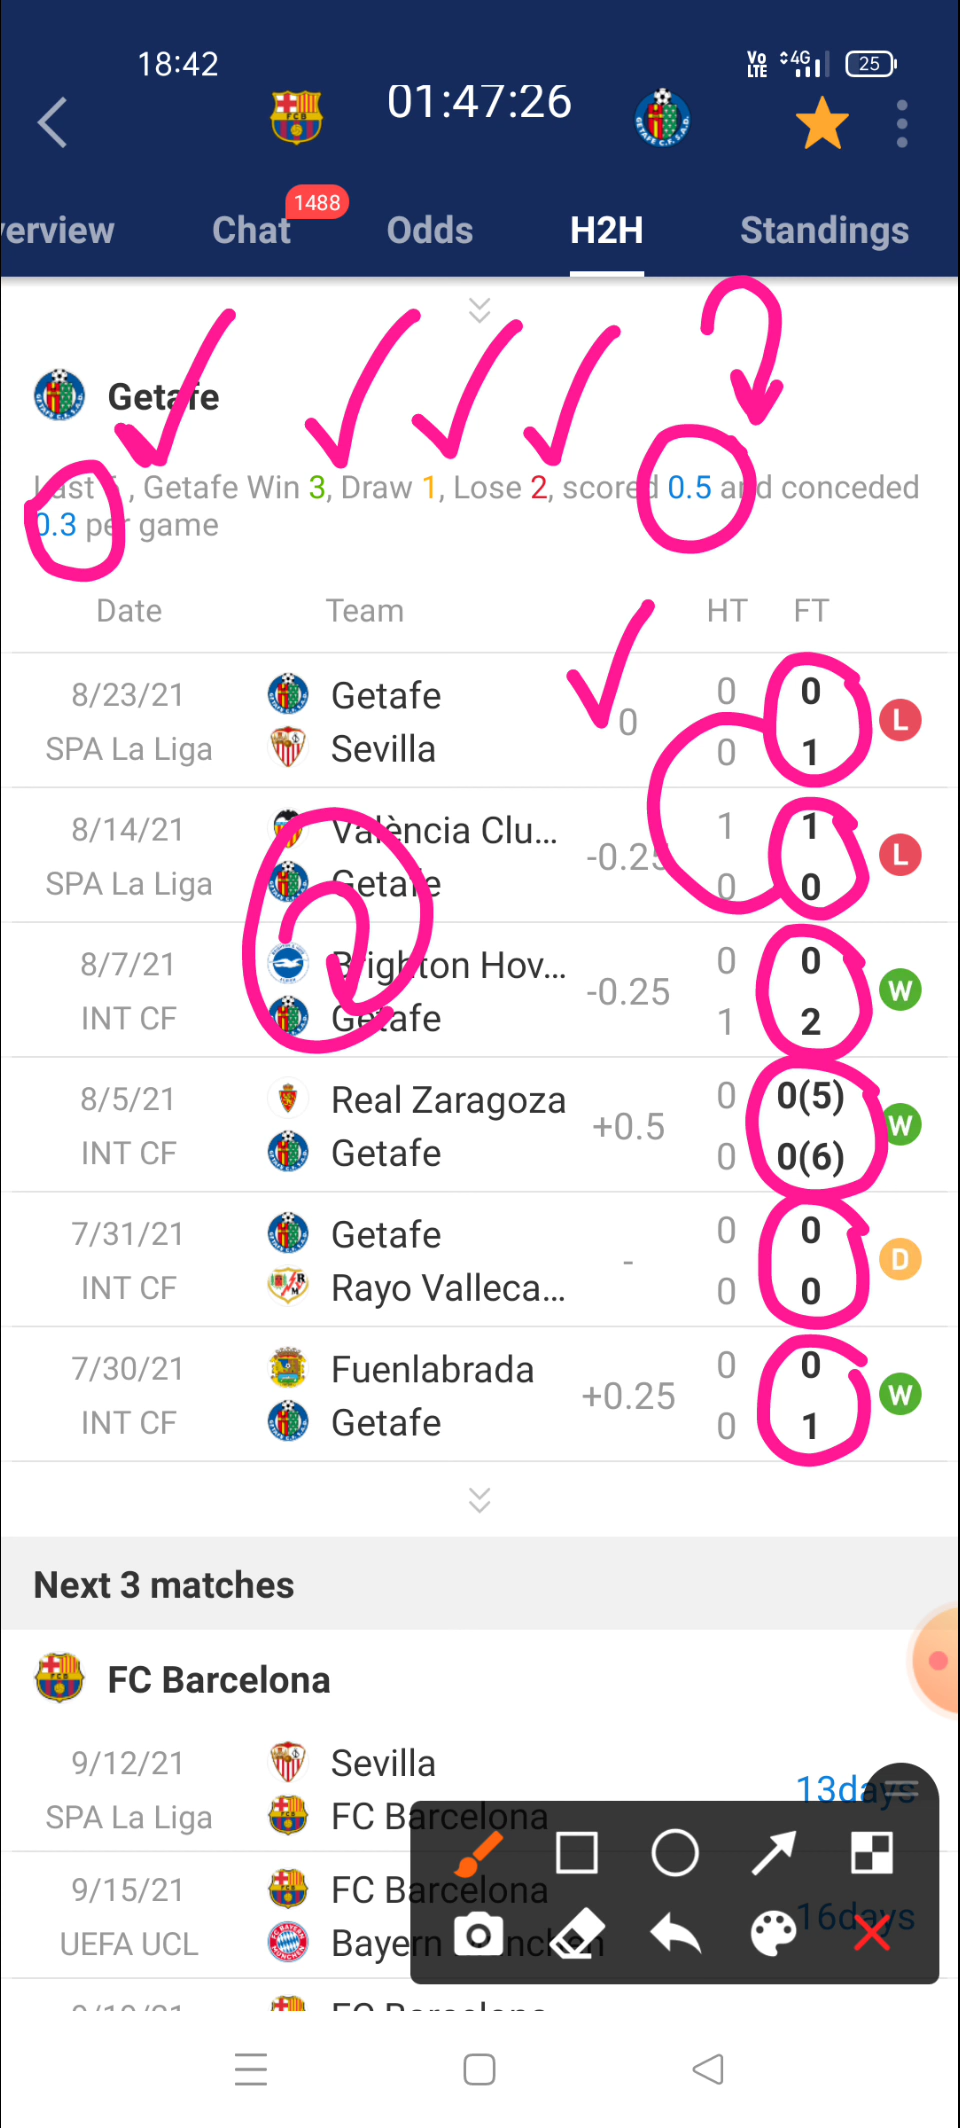 18:42
Vo LTE 4G 25
01:47:26
verview Chat 1488 Odds H2H Standings
Getafe
Last , Getafe Win 3, Draw 1, Lose 2, scored 0.5 and conceded
0.3 per game
Date Team HT FT
8/23/21 Getafe 0 0
SPA La Liga Sevilla 0 0 1 L
8/14/21 València Clu... 1 1
SPA La Liga Getafe -0.25 0 0 L
8/7/21 Brighton Hov... 0 0
INT CF Getafe -0.25 1 2 W
8/5/21 Real Zaragoza 0 0(5)
INT CF Getafe +0.5 0 0(6) W
7/31/21 Getafe 0 0
INT CF Rayo Valleca... - 0 0 D
7/30/21 Fuenlabrada 0 0
INT CF Getafe +0.25 0 1 W
Next 3 matches
FC Barcelona
9/12/21 Sevilla 13days
SPA La Liga FC Barcelona
9/15/21 FC Barcelona 16days
UEFA UCL Bayern
FC Barcelona